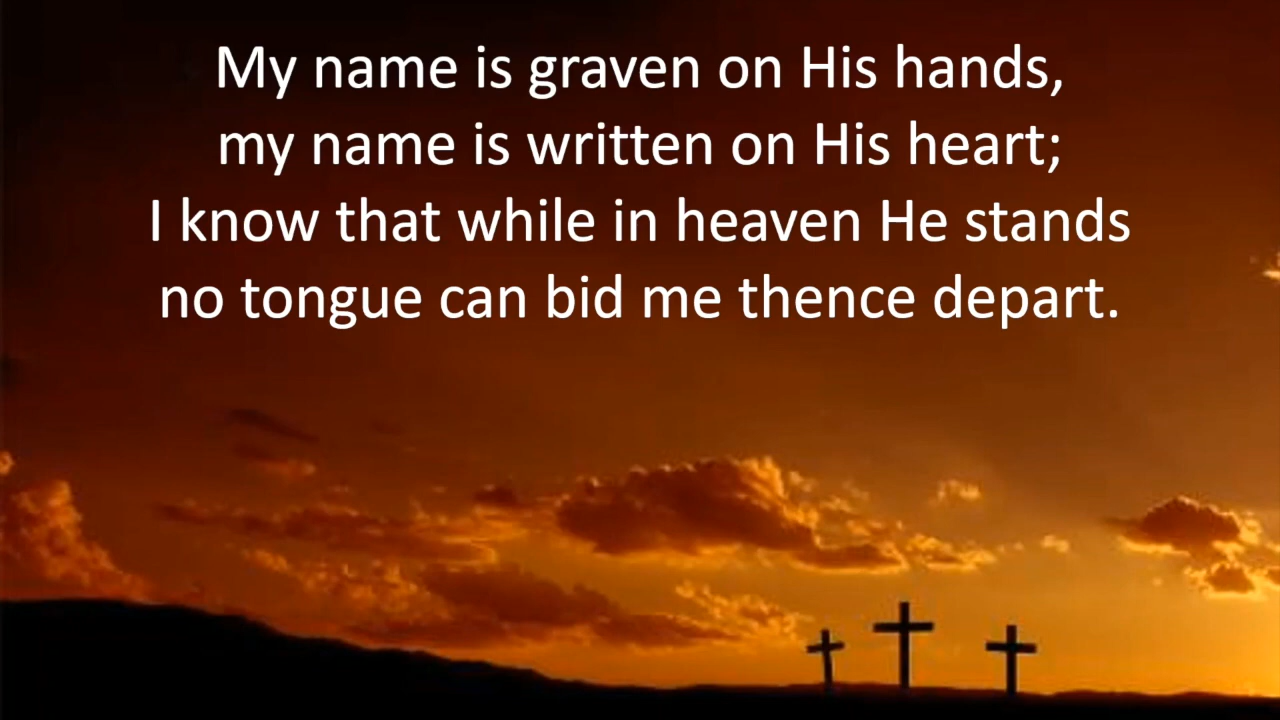 My name is graven on His hands,
my name is written on His heart;
I know that while in heaven He stands
no tongue can bid me thence depart.